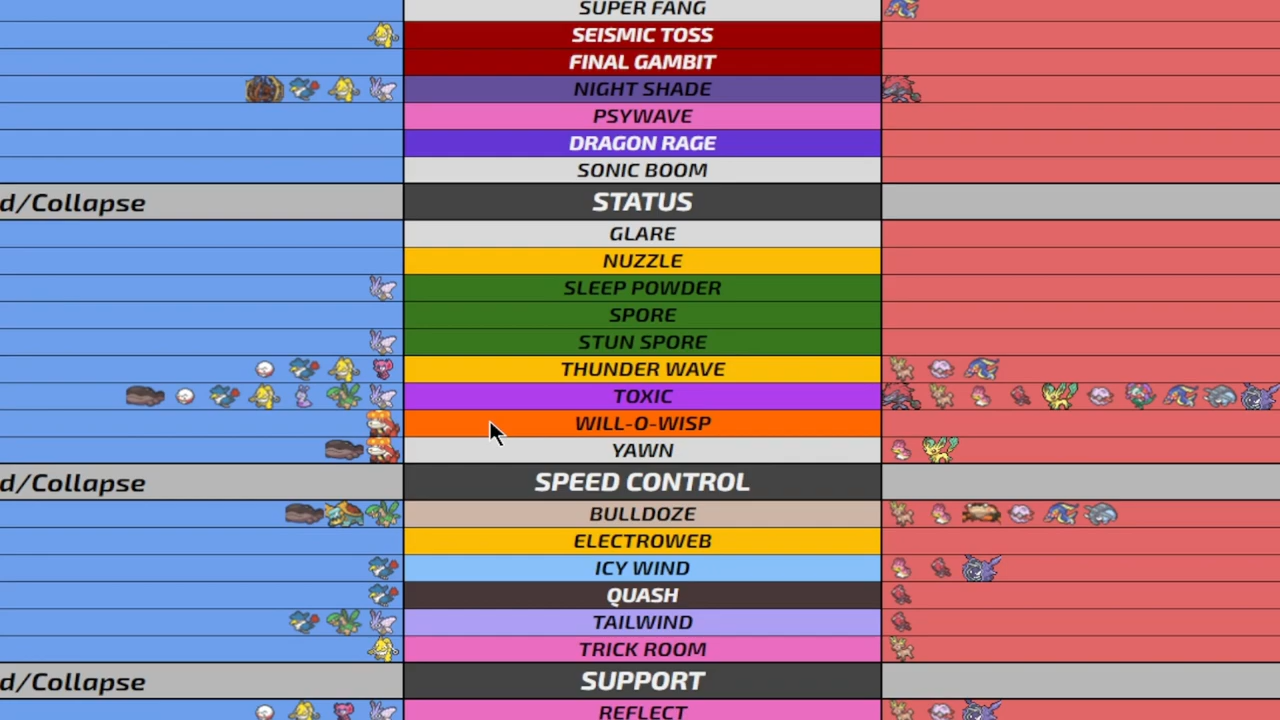 SUPER FANG
SEISMIC TOSS
FINAL GAMBIT
NIGHT SHADE
PSYWAVE
DRAGON RAGE
SONIC BOOM
d/Collapse STATUS
GLARE
NUZZLE
SLEEP POWDER
SPORE
STUN SPORE
THUNDER WAVE
TOXIC
WILL-O-WISP
YAWN
d/Collapse SPEED CONTROL
BULLDOZE
ELECTROWEB
ICY WIND
QUASH
TAILWIND
TRICK ROOM
d/Collapse SUPPORT
REFLECT